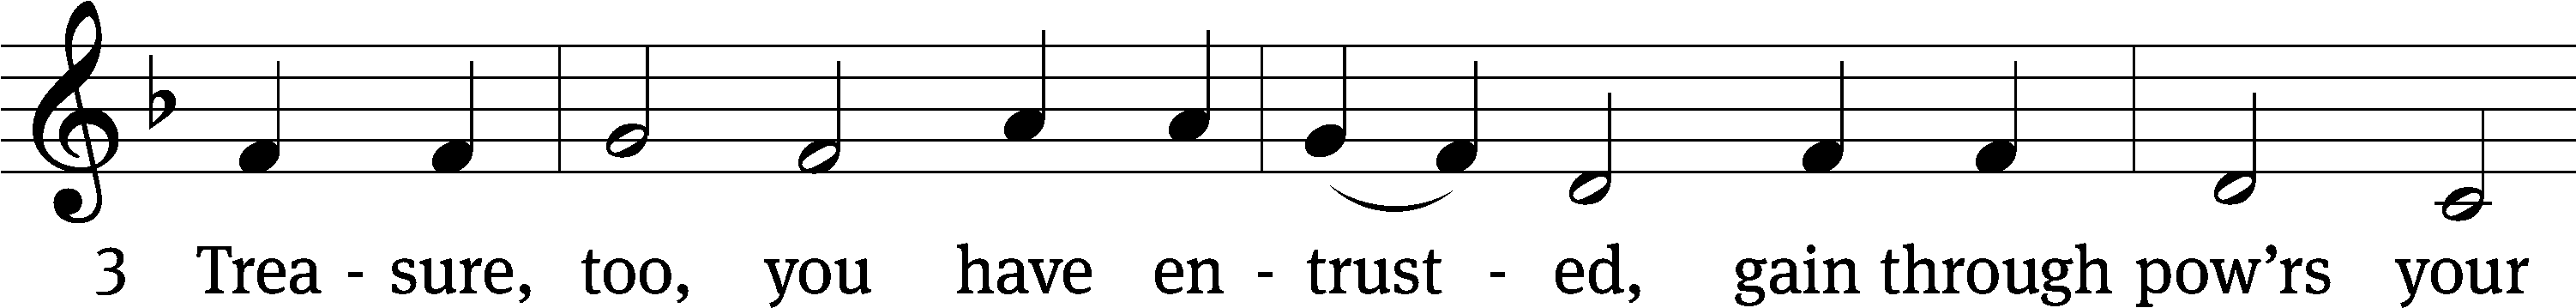 3 Trea - sure, too, you have en - trust - ed, gain through pow’rs your